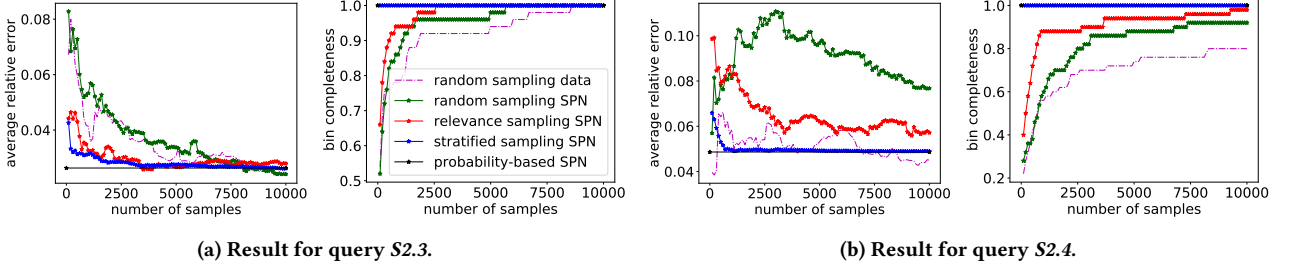 0.08
0.06
0.04
average relative error
0 2500 5000 7500 10000
number of samples
1.0
0.9
0.8
0.7
0.6
0.5
bin completeness
0 2500 5000 7500 10000
number of samples
random sampling data
random sampling SPN
relevance sampling SPN
stratified sampling SPN
probability-based SPN
(a) Result for query S2.3.
0.10
0.08
0.06
0.04
average relative error
0 2500 5000 7500 10000
number of samples
1.0
0.8
0.6
0.4
0.2
bin completeness
0 2500 5000 7500 10000
number of samples
(b) Result for query S2.4.